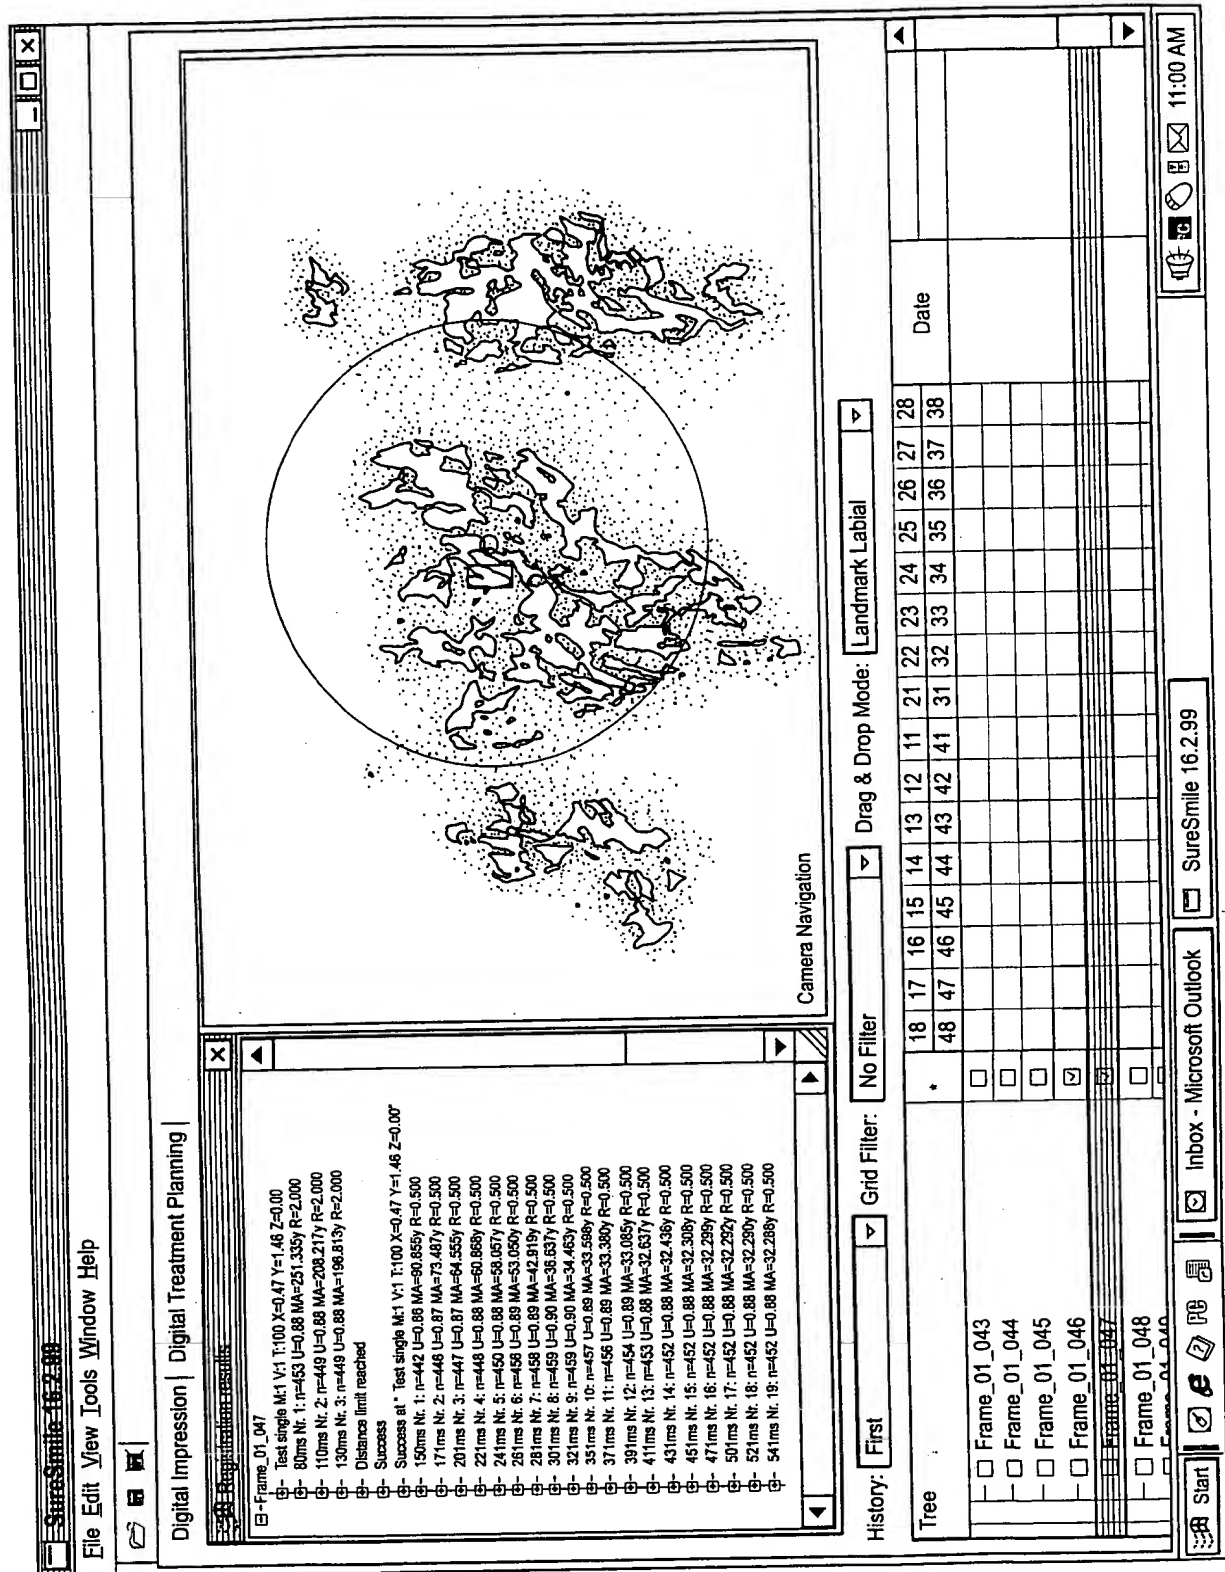 SureSmile 16.2.99
File Edit View Tools Window Help
Digital Impression | Digital Treatment Planning |
Registration results
Frame_01_047
Test single M:1 V:1 T:100 X=0.47 Y=1.46 Z=0.00
80ms Nr. 1: n=453 U=0.88 MA=251.335y R=2.000
110ms Nr. 2: n=449 U=0.88 MA=208.217y R=2.000
130ms Nr. 3: n=449 U=0.88 MA=196.813y R=2.000
Distance limit reached
Success
Success at " Test single M:1 V:1 T:100 X=0.47 Y=1.46 Z=0.00"
150ms Nr. 1: n=442 U=0.86 MA=90.855y R=0.500
171ms Nr. 2: n=446 U=0.87 MA=73.487y R=0.500
201ms Nr. 3: n=447 U=0.87 MA=64.555y R=0.500
221ms Nr. 4: n=448 U=0.88 MA=60.868y R=0.500
241ms Nr. 5: n=450 U=0.88 MA=58.057y R=0.500
261ms Nr. 6: n=456 U=0.89 MA=53.050y R=0.500
281ms Nr. 7: n=458 U=0.89 MA=42.919y R=0.500
301ms Nr. 8: n=459 U=0.90 MA=36.637y R=0.500
321ms Nr. 9: n=459 U=0.90 MA=34.463y R=0.500
351ms Nr. 10: n=457 U=0.89 MA=33.598y R=0.500
371ms Nr. 11: n=456 U=0.89 MA=33.380y R=0.500
391ms Nr. 12: n=454 U=0.89 MA=33.085y R=0.500
411ms Nr. 13: n=453 U=0.88 MA=32.637y R=0.500
431ms Nr. 14: n=452 U=0.88 MA=32.436y R=0.500
451ms Nr. 15: n=452 U=0.88 MA=32.308y R=0.500
471ms Nr. 16: n=452 U=0.88 MA=32.299y R=0.500
501ms Nr. 17: n=452 U=0.88 MA=32.292y R=0.500
521ms Nr. 18: n=452 U=0.88 MA=32.290y R=0.500
541ms Nr. 19: n=452 U=0.88 MA=32.288y R=0.500
Camera Navigation
History: First Grid Filter: No Filter Drag & Drop Mode: Landmark Labial
Tree * 18 17 16 15 14 13 12 11 21 22 23 24 25 26 27 28 Date
48 47 46 45 44 43 42 41 31 32 33 34 35 36 37 38
Frame_01_043
Frame_01_044
Frame_01_045
Frame_01_046
Frame_01_047
Frame_01_048
Start PC Inbox - Microsoft Outlook SureSmile 16.2.99 11:00 AM